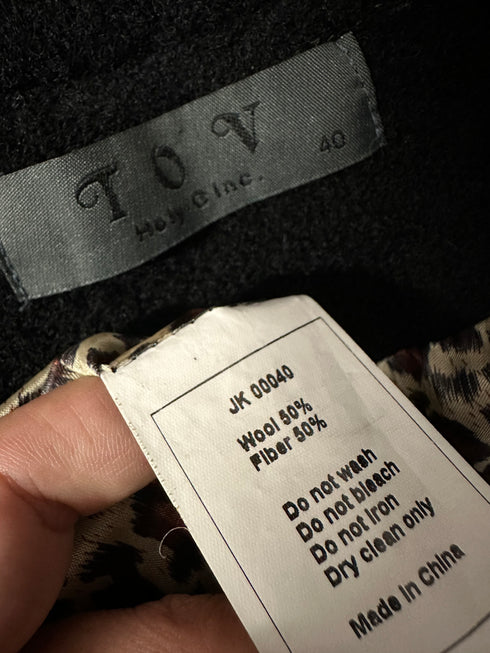 TOV
Holy G Inc.
40
JK 00040
Wool 50%
Fiber 50%
Do not wash
Do not bleach
Do not Iron
Dry clean only
Made in China